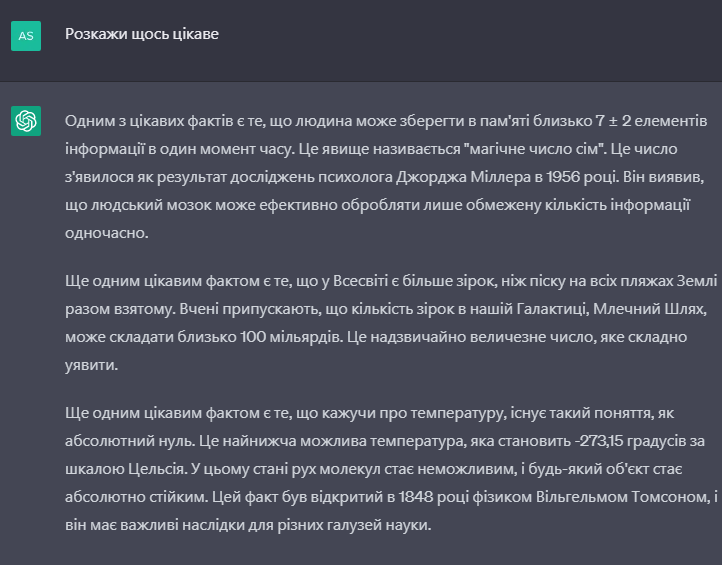 AS
Розкажи щось цікаве
Одним з цікавих фактів є те, що людина може зберегти в пам'яті близько 7 ± 2 елементів
інформації в один момент часу. Це явище називається "магічне число сім". Це число
з'явилося як результат досліджень психолога Джорджа Міллера в 1956 році. Він виявив,
що людський мозок може ефективно обробляти лише обмежену кількість інформації
одночасно.
Ще одним цікавим фактом є те, що у Всесвіті є більше зірок, ніж піску на всіх пляжах Землі
разом взятому. Вчені припускають, що кількість зірок в нашій Галактиці, Млечний Шлях,
може складати близько 100 мільярдів. Це надзвичайно величезне число, яке складно
уявити.
Ще одним цікавим фактом є те, що кажучи про температуру, існує такий поняття, як
абсолютний нуль. Це найнижча можлива температура, яка становить -273,15 градусів за
шкалою Цельсія. У цьому стані рух молекул стає неможливим, і будь-який об'єкт стає
абсолютно стійким. Цей факт був відкритий в 1848 році фізиком Вільгельмом Томсоном, і
він має важливі наслідки для різних галузей науки.